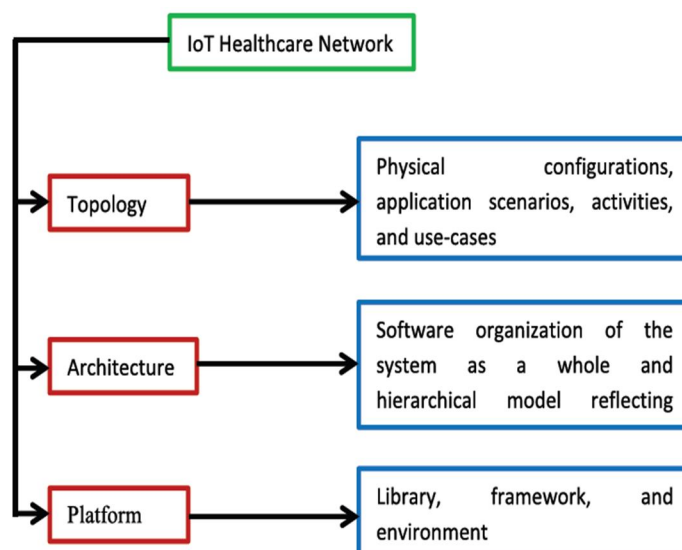 IoT Healthcare Network
Topology
Physical configurations,
application scenarios, activities,
and use-cases
Architecture
Software organization of the
system as a whole and
hierarchical model reflecting
Platform
Library, framework, and
environment